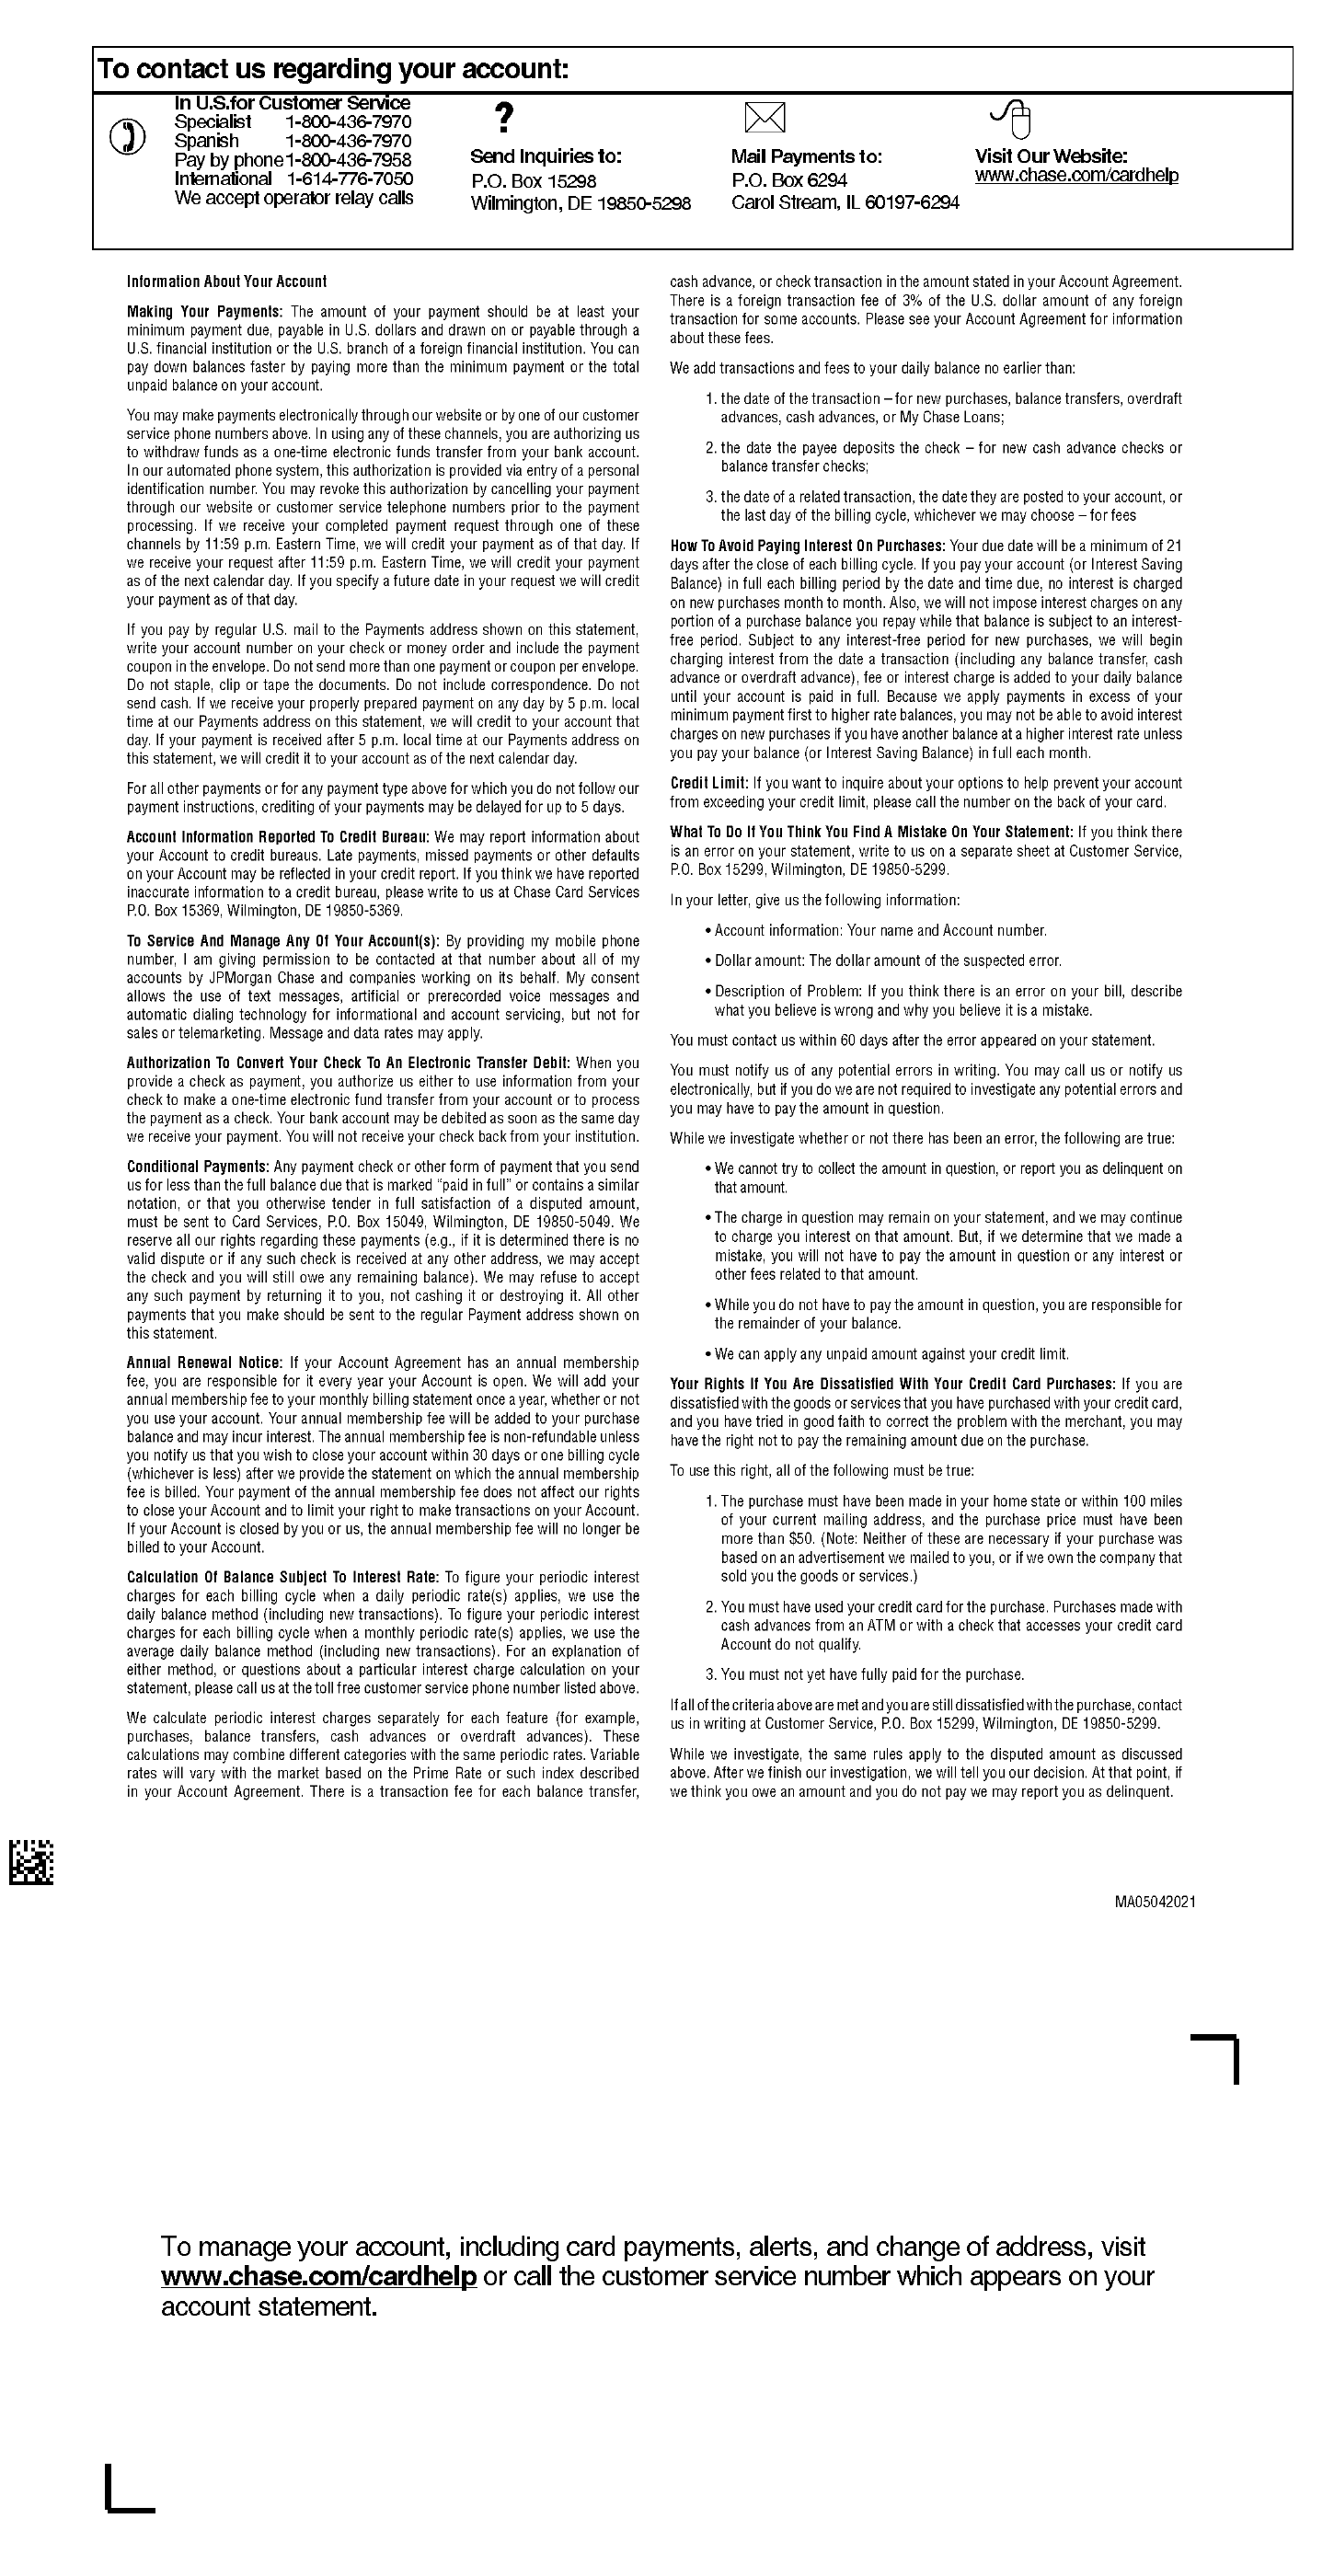 To contact us regarding your account:
In U.S.for Customer Service
Specialist 1-800-436-7970
Spanish 1-800-436-7970
Pay by phone 1-800-436-7958
International 1-614-776-7050
We accept operator relay calls
?
Send Inquiries to:
P.O. Box 15298
Wilmington, DE 19850-5298
Mail Payments to:
P.O. Box 6294
Carol Stream, IL 60197-6294
Visit Our Website:
www.chase.com/cardhelp
Information About Your Account
Making Your Payments: The amount of your payment should be at least your
minimum payment due, payable in U.S. dollars and drawn on or payable through a
U.S. financial institution or the U.S. branch of a foreign financial institution. You can
pay down balances faster by paying more than the minimum payment or the total
unpaid balance on your account.
You may make payments electronically through our website or by one of our customer
service phone numbers above. In using any of these channels, you are authorizing us
to withdraw funds as a one-time electronic funds transfer from your bank account.
In our automated phone system, this authorization is provided via entry of a personal
identification number. You may revoke this authorization by cancelling your payment
through our website or customer service telephone numbers prior to the payment
processing. If we receive your completed payment request through one of these
channels by 11:59 p.m. Eastern Time, we will credit your payment as of that day. If
we receive your request after 11:59 p.m. Eastern Time, we will credit your payment
as of the next calendar day. If you specify a future date in your request we will credit
your payment as of that day.
If you pay by regular U.S. mail to the Payments address shown on this statement,
write your account number on your check or money order and include the payment
coupon in the envelope. Do not send more than one payment or coupon per envelope.
Do not staple, clip or tape the documents. Do not include correspondence. Do not
send cash. If we receive your properly prepared payment on any day by 5 p.m. local
time at our Payments address on this statement, we will credit to your account that
day. If your payment is received after 5 p.m. local time at our Payments address on
this statement, we will credit it to your account as of the next calendar day.
For all other payments or for any payment type above for which you do not follow our
payment instructions, crediting of your payments may be delayed for up to 5 days.
Account Information Reported To Credit Bureau: We may report information about
your Account to credit bureaus. Late payments, missed payments or other defaults
on your Account may be reflected in your credit report. If you think we have reported
inaccurate information to a credit bureau, please write to us at Chase Card Services
P.O. Box 15369, Wilmington, DE 19850-5369.
To Service And Manage Any Of Your Account(s): By providing my mobile phone
number, I am giving permission to be contacted at that number about all of my
accounts by JPMorgan Chase and companies working on its behalf. My consent
allows the use of text messages, artificial or prerecorded voice messages and
automatic dialing technology for informational and account servicing, but not for
sales or telemarketing. Message and data rates may apply.
Authorization To Convert Your Check To An Electronic Transfer Debit: When you
provide a check as payment, you authorize us either to use information from your
check to make a one-time electronic fund transfer from your account or to process
the payment as a check. Your bank account may be debited as soon as the same day
we receive your payment. You will not receive your check back from your institution.
Conditional Payments: Any payment check or other form of payment that you send
us for less than the full balance due that is marked “paid in full” or contains a similar
notation, or that you otherwise tender in full satisfaction of a disputed amount,
must be sent to Card Services, P.O. Box 15049, Wilmington, DE 19850-5049. We
reserve all our rights regarding these payments (e.g., if it is determined there is no
valid dispute or if any such check is received at any other address, we may accept
the check and you will still owe any remaining balance). We may refuse to accept
any such payment by returning it to you, not cashing it or destroying it. All other
payments that you make should be sent to the regular Payment address shown on
this statement.
Annual Renewal Notice: If your Account Agreement has an annual membership
fee, you are responsible for it every year your Account is open. We will add your
annual membership fee to your monthly billing statement once a year, whether or not
you use your account. Your annual membership fee will be added to your purchase
balance and may incur interest. The annual membership fee is non-refundable unless
you notify us that you wish to close your account within 30 days or one billing cycle
(whichever is less) after we provide the statement on which the annual membership
fee is billed. Your payment of the annual membership fee does not affect our rights
to close your Account and to limit your right to make transactions on your Account.
If your Account is closed by you or us, the annual membership fee will no longer be
billed to your Account.
Calculation Of Balance Subject To Interest Rate: To figure your periodic interest
charges for each billing cycle when a daily periodic rate(s) applies, we use the
daily balance method (including new transactions). To figure your periodic interest
charges for each billing cycle when a monthly periodic rate(s) applies, we use the
average daily balance method (including new transactions). For an explanation of
either method, or questions about a particular interest charge calculation on your
statement, please call us at the toll free customer service phone number listed above.
We calculate periodic interest charges separately for each feature (for example,
purchases, balance transfers, cash advances or overdraft advances). These
calculations may combine different categories with the same periodic rates. Variable
rates will vary with the market based on the Prime Rate or such index described
in your Account Agreement. There is a transaction fee for each balance transfer,
cash advance, or check transaction in the amount stated in your Account Agreement.
There is a foreign transaction fee of 3% of the U.S. dollar amount of any foreign
transaction for some accounts. Please see your Account Agreement for information
about these fees.
We add transactions and fees to your daily balance no earlier than:
1. the date of the transaction – for new purchases, balance transfers, overdraft
advances, cash advances, or My Chase Loans;
2. the date the payee deposits the check – for new cash advance checks or
balance transfer checks;
3. the date of a related transaction, the date they are posted to your account, or
the last day of the billing cycle, whichever we may choose – for fees
How To Avoid Paying Interest On Purchases: Your due date will be a minimum of 21
days after the close of each billing cycle. If you pay your account (or Interest Saving
Balance) in full each billing period by the date and time due, no interest is charged
on new purchases month to month. Also, we will not impose interest charges on any
portion of a purchase balance you repay while that balance is subject to an interest-
free period. Subject to any interest-free period for new purchases, we will begin
charging interest from the date a transaction (including any balance transfer, cash
advance or overdraft advance), fee or interest charge is added to your daily balance
until your account is paid in full. Because we apply payments in excess of your
minimum payment first to higher rate balances, you may not be able to avoid interest
charges on new purchases if you have another balance at a higher interest rate unless
you pay your balance (or Interest Saving Balance) in full each month.
Credit Limit: If you want to inquire about your options to help prevent your account
from exceeding your credit limit, please call the number on the back of your card.
What To Do If You Think You Find A Mistake On Your Statement: If you think there
is an error on your statement, write to us on a separate sheet at Customer Service,
P.O. Box 15299, Wilmington, DE 19850-5299.
In your letter, give us the following information:
• Account information: Your name and Account number.
• Dollar amount: The dollar amount of the suspected error.
• Description of Problem: If you think there is an error on your bill, describe
what you believe is wrong and why you believe it is a mistake.
You must contact us within 60 days after the error appeared on your statement.
You must notify us of any potential errors in writing. You may call us or notify us
electronically, but if you do we are not required to investigate any potential errors and
you may have to pay the amount in question.
While we investigate whether or not there has been an error, the following are true:
• We cannot try to collect the amount in question, or report you as delinquent on
that amount.
• The charge in question may remain on your statement, and we may continue
to charge you interest on that amount. But, if we determine that we made a
mistake, you will not have to pay the amount in question or any interest or
other fees related to that amount.
• While you do not have to pay the amount in question, you are responsible for
the remainder of your balance.
• We can apply any unpaid amount against your credit limit.
Your Rights If You Are Dissatisfied With Your Credit Card Purchases: If you are
dissatisfied with the goods or services that you have purchased with your credit card,
and you have tried in good faith to correct the problem with the merchant, you may
have the right not to pay the remaining amount due on the purchase.
To use this right, all of the following must be true:
1. The purchase must have been made in your home state or within 100 miles
of your current mailing address, and the purchase price must have been
more than $50. (Note: Neither of these are necessary if your purchase was
based on an advertisement we mailed to you, or if we own the company that
sold you the goods or services.)
2. You must have used your credit card for the purchase. Purchases made with
cash advances from an ATM or with a check that accesses your credit card
Account do not qualify.
3. You must not yet have fully paid for the purchase.
If all of the criteria above are met and you are still dissatisfied with the purchase, contact
us in writing at Customer Service, P.O. Box 15299, Wilmington, DE 19850-5299.
While we investigate, the same rules apply to the disputed amount as discussed
above. After we finish our investigation, we will tell you our decision. At that point, if
we think you owe an amount and you do not pay we may report you as delinquent.
MA05042021
To manage your account, including card payments, alerts, and change of address, visit
www.chase.com/cardhelp or call the customer service number which appears on your
account statement.